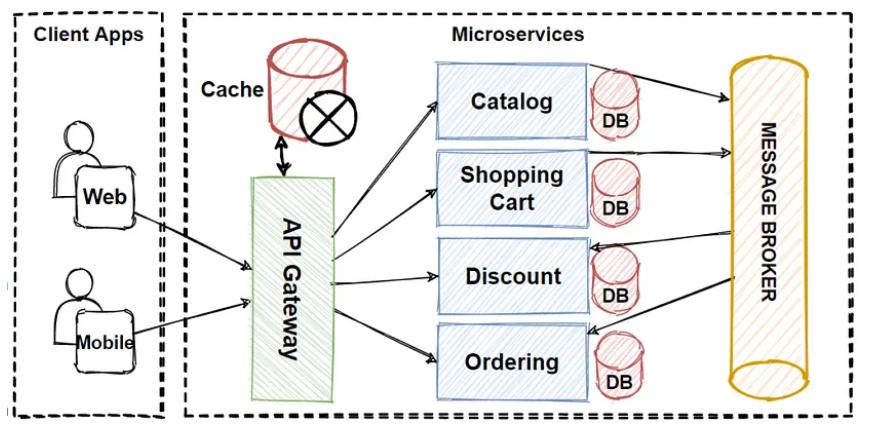 Client Apps
Microservices
Cache
Web
Mobile
API Gateway
Catalog
DB
Shopping
Cart
DB
Discount
DB
Ordering
DB
MESSAGE BROKER